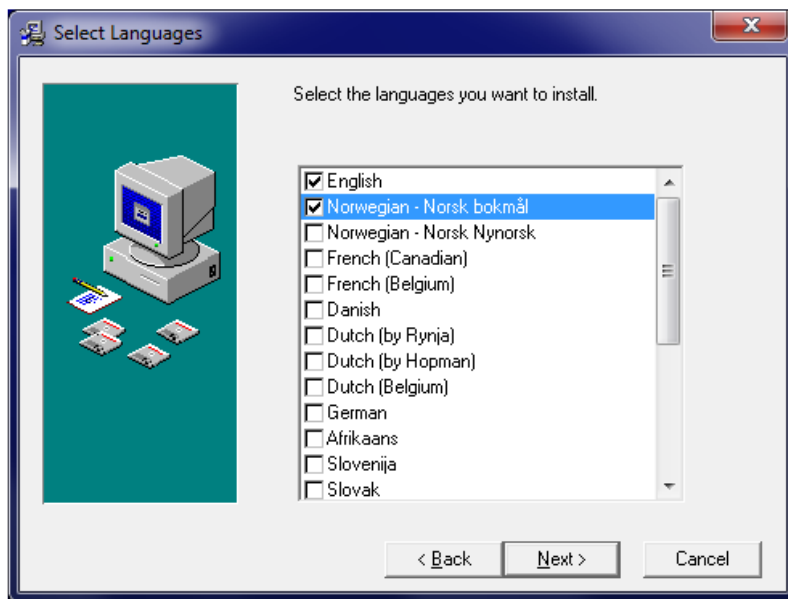 Select Languages
Select the languages you want to install.
English
Norwegian - Norsk bokmål
Norwegian - Norsk Nynorsk
French (Canadian)
French (Belgium)
Danish
Dutch (by Rynja)
Dutch (by Hopman)
Dutch (Belgium)
German
Afrikaans
Slovenija
Slovak
< Back
Next >
Cancel